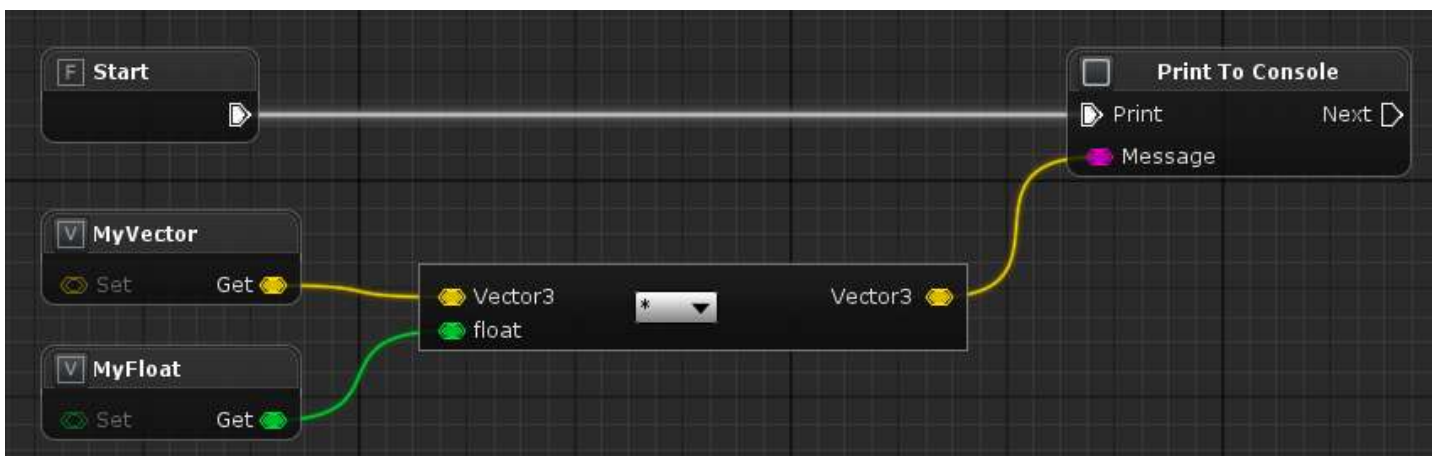 F Start
Print To Console
Print Next
Message
V MyVector
Set Get
Vector3 * Vector3
float
V MyFloat
Set Get